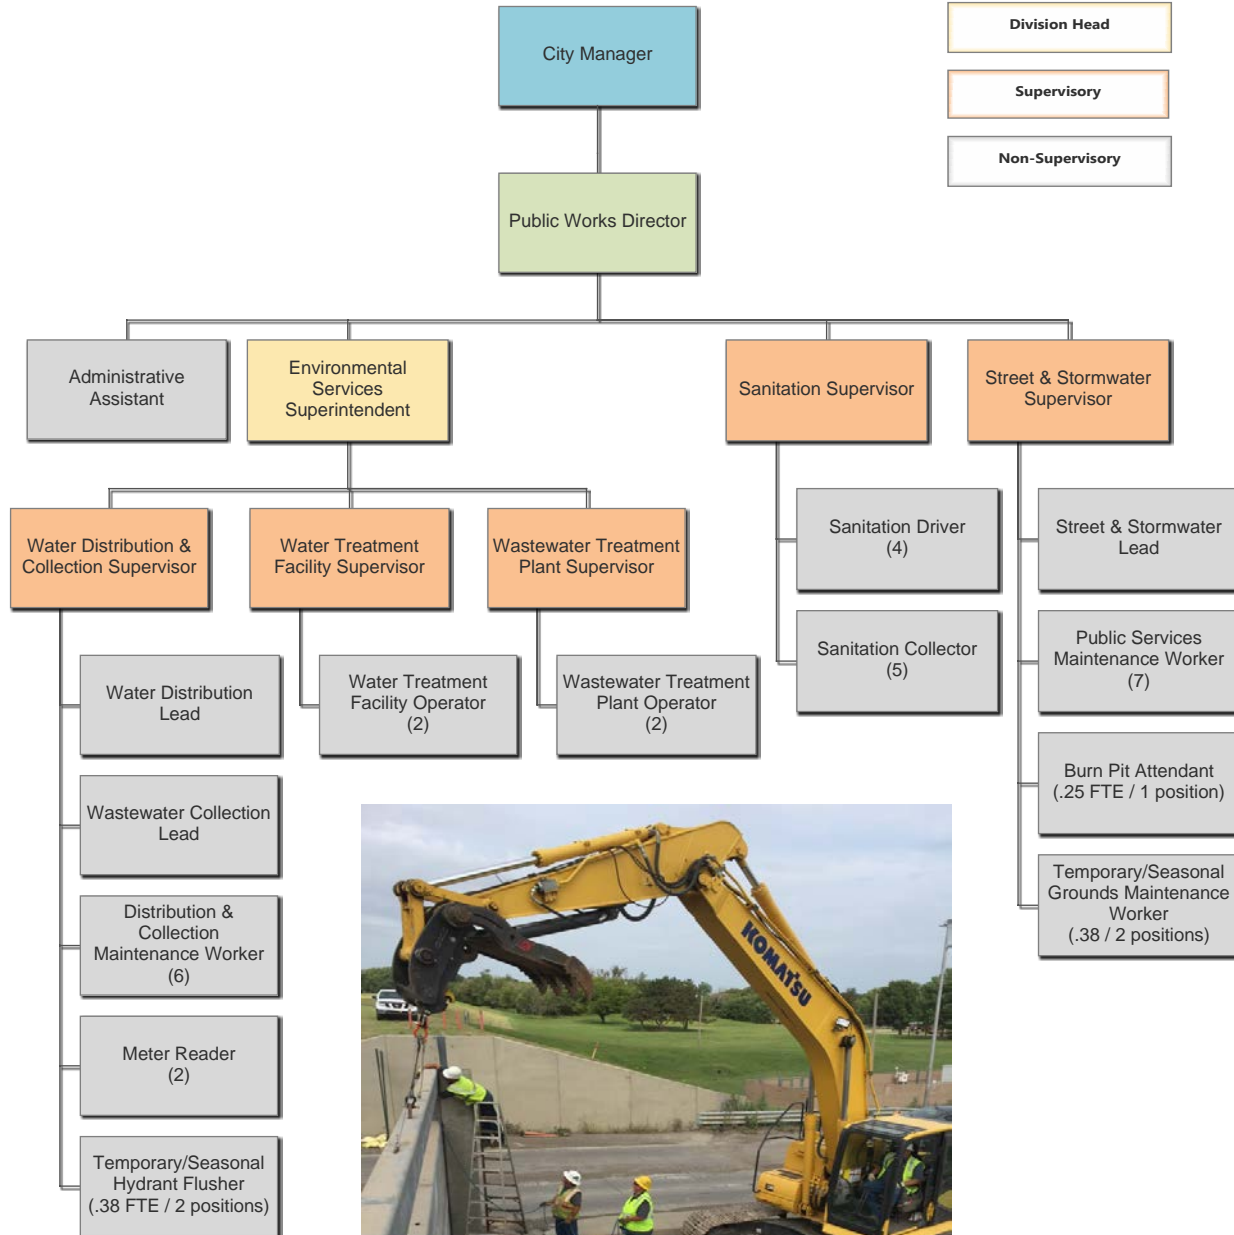 City Manager
Division Head
Supervisory
Non-Supervisory
Public Works Director
Administrative
Assistant
Environmental
Services
Superintendent
Sanitation Supervisor
Street & Stormwater
Supervisor
Water Distribution &
Collection Supervisor
Water Treatment
Facility Supervisor
Wastewater Treatment
Plant Supervisor
Sanitation Driver
(4)
Street & Stormwater
Lead
Water Distribution
Lead
Water Treatment
Facility Operator
(2)
Wastewater Treatment
Plant Operator
(2)
Sanitation Collector
(5)
Public Services
Maintenance Worker
(7)
Wastewater Collection
Lead
Burn Pit Attendant
(.25 FTE / 1 position)
Distribution &
Collection
Maintenance Worker
(6)
Temporary/Seasonal
Grounds Maintenance
Worker
(.38 / 2 positions)
Meter Reader
(2)
Temporary/Seasonal
Hydrant Flusher
(.38 FTE / 2 positions)
KOMATSU